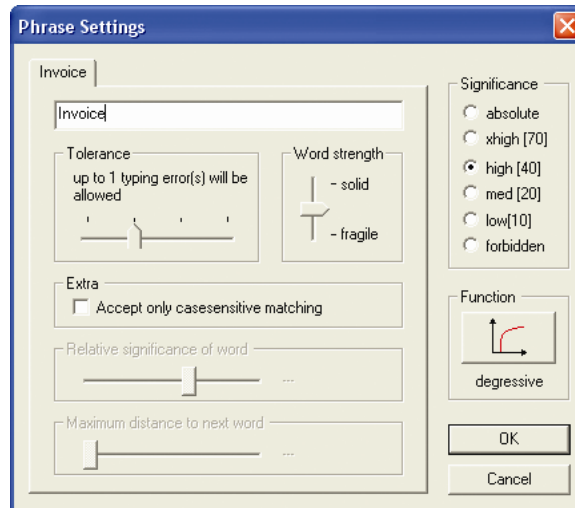 Phrase Settings
Invoice
Invoice
Tolerance
up to 1 typing error(s) will be
allowed
Word strength
- solid
- fragile
Extra
Accept only casesensitive matching
Relative significance of word
---
Maximum distance to next word
---
Significance
absolute
xhigh [70]
high [40]
med [20]
low[10]
forbidden
Function
degressive
OK
Cancel